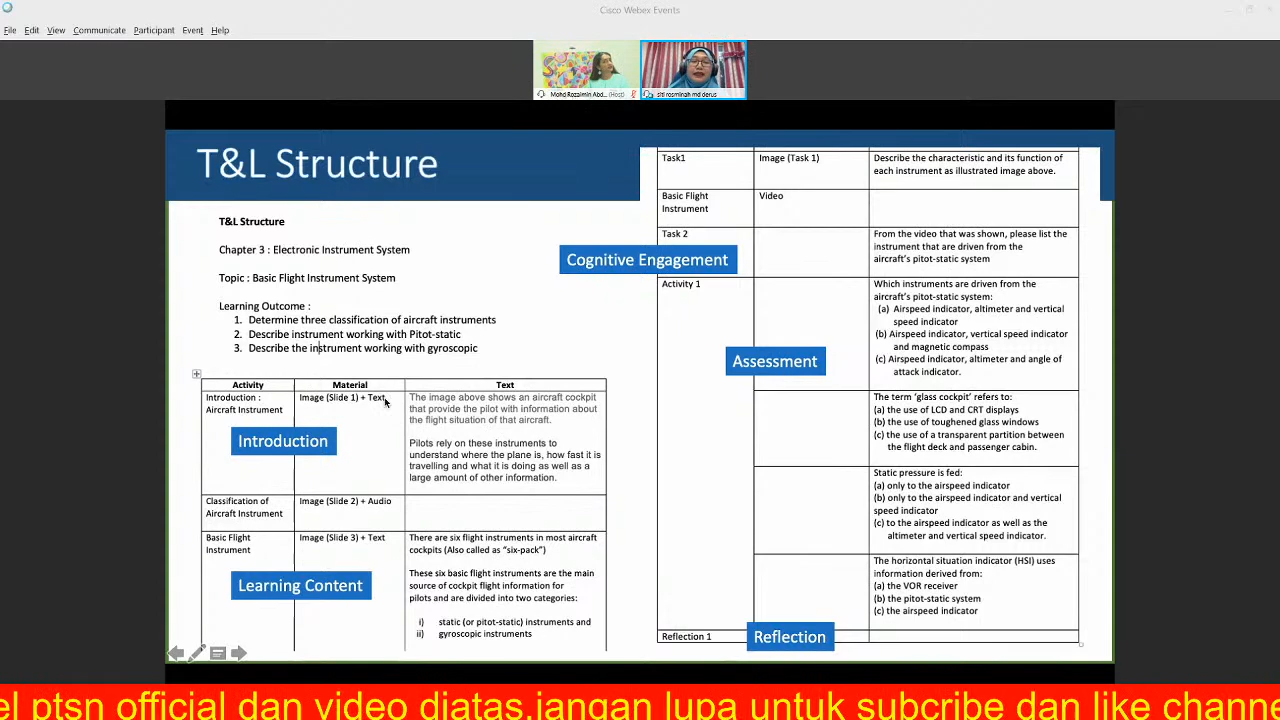 Cisco Webex Events
File Edit View Communicate Participant Event Help
Mohd Rozaimin Abd... (Host)
siti rosminah md derus
T&L Structure
T&L Structure
Chapter 3 : Electronic Instrument System
Topic : Basic Flight Instrument System
Learning Outcome :
1. Determine three classification of aircraft instruments
2. Describe instrument working with Pitot-static
3. Describe the instrument working with gyroscopic
Activity Material Text
Introduction : Image (Slide 1) + Text
Aircraft Instrument
The image above shows an aircraft cockpit
that provide the pilot with information about
the flight situation of that aircraft.
Pilots rely on these instruments to
understand where the plane is, how fast it is
travelling and what it is doing as well as a
large amount of other information.
Introduction
Classification of Image (Slide 2) + Audio
Aircraft Instrument
Basic Flight Image (Slide 3) + Text
Instrument
There are six flight instruments in most aircraft
cockpits (Also called as “six-pack”)
These six basic flight instruments are the main
source of cockpit flight information for
pilots and are divided into two categories:
i) static (or pitot-static) instruments and
ii) gyroscopic instruments
Learning Content
Task1 Image (Task 1)
Describe the characteristic and its function of
each instrument as illustrated image above.
Basic Flight Video
Instrument
Task 2
From the video that was shown, please list the
instrument that are driven from the
aircraft’s pitot-static system
Cognitive Engagement
Activity 1
Which instruments are driven from the
aircraft’s pitot-static system:
(a) Airspeed indicator, altimeter and vertical
speed indicator
(b) Airspeed indicator, vertical speed indicator
and magnetic compass
(c) Airspeed indicator, altimeter and angle of
attack indicator.
Assessment
The term ‘glass cockpit’ refers to:
(a) the use of LCD and CRT displays
(b) the use of toughened glass windows
(c) the use of a transparent partition between
the flight deck and passenger cabin.
Static pressure is fed:
(a) only to the airspeed indicator
(b) only to the airspeed indicator and vertical
speed indicator
(c) to the airspeed indicator as well as the
altimeter and vertical speed indicator.
The horizontal situation indicator (HSI) uses
information derived from:
(a) the VOR receiver
(b) the pitot-static system
(c) the airspeed indicator
Reflection 1
Reflection
el ptsn official dan video diatas,jangan lupa untuk subcribe dan like channe